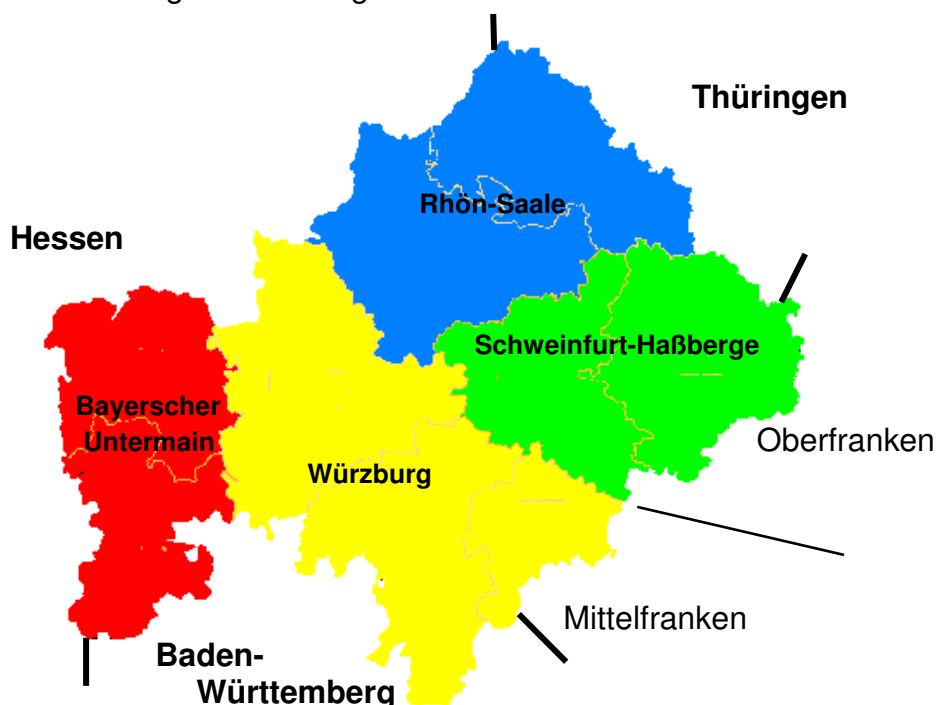 Thüringen
Rhön-Saale
Hessen
Schweinfurt-Haßberge
Bayerscher
Untermain
Oberfranken
Würzburg
Mittelfranken
Baden-
Württemberg